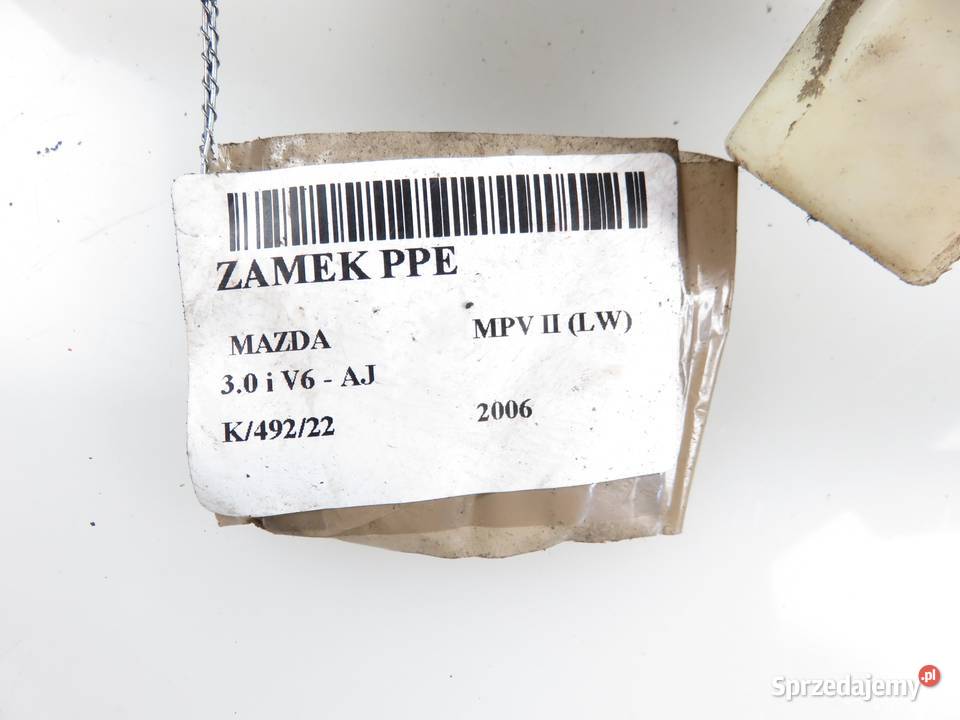 ZAMEK PPE
MAZDA MPV II (LW)
3.0 i V6 - AJ
K/492/22 2006
Sprzedajemy.pl